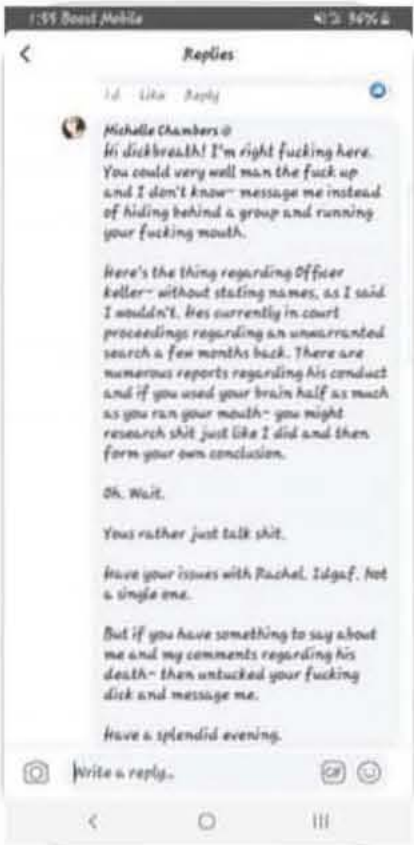 1:55 Boost Mobile 34%
Replies
1d Like Reply
Michelle Chambers
Hi dickbreath! I'm right fucking here.
You could very well man the fuck up
and I don't know- message me instead
of hiding behind a group and running
your fucking mouth.
Here's the thing regarding Officer
Keller- without stating names, as I said
I wouldn't. Hes currently in court
proceedings regarding an unwarranted
search a few months back. There are
numerous reports regarding his conduct
and if you used your brain half as much
as you ran your mouth- you might
research shit just like I did and then
form your own conclusion.
Oh. Wait.
Yous rather just talk shit.
Have your issues with Rachel. Idgaf. Not
a single one.
But if you have something to say about
me and my comments regarding his
death- then untucked your fucking
dick and message me.
Have a splendid evening.
Write a reply..
GIF